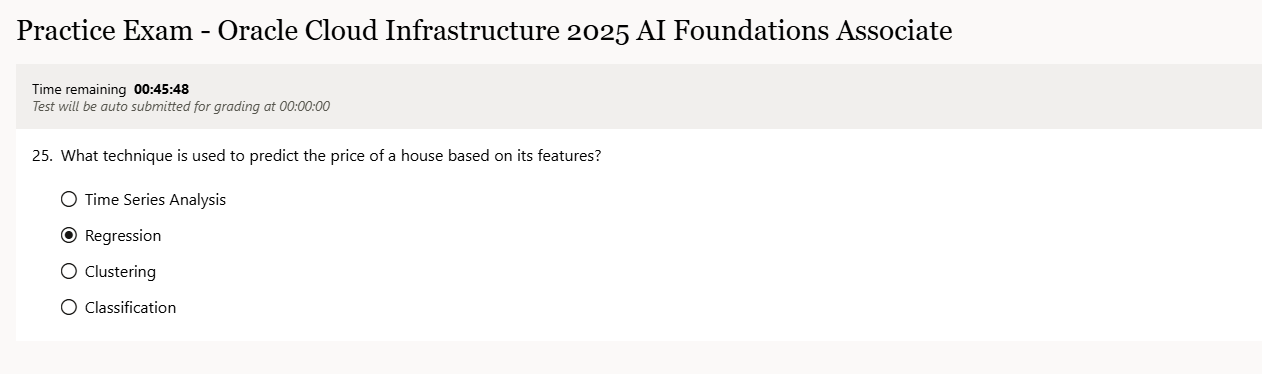 Practice Exam - Oracle Cloud Infrastructure 2025 AI Foundations Associate
Time remaining 00:45:48
Test will be auto submitted for grading at 00:00:00
25. What technique is used to predict the price of a house based on its features?
Time Series Analysis
Regression
Clustering
Classification